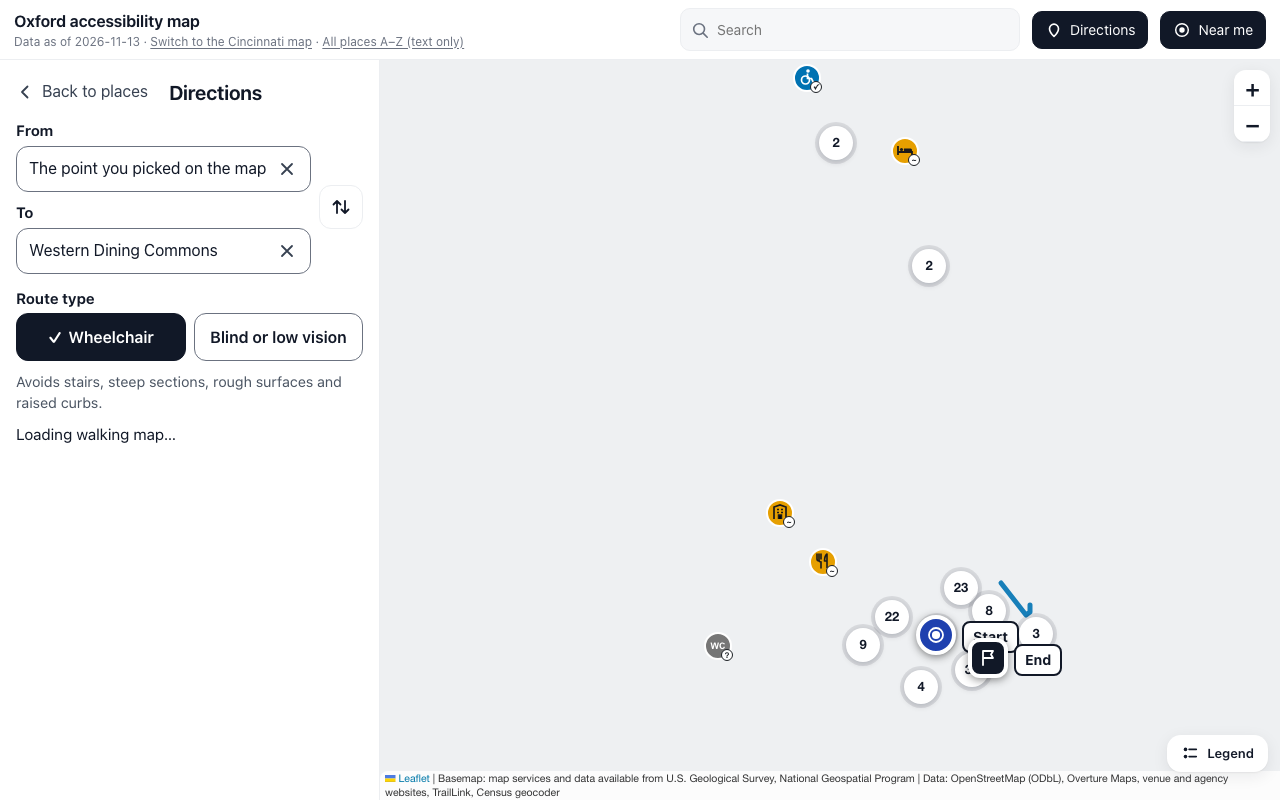 Oxford accessibility map
Data as of 2026-11-13 · Switch to the Cincinnati map · All places A–Z (text only)
Search
Directions
Near me
Back to places
Directions
From
The point you picked on the map
To
Western Dining Commons
Route type
Wheelchair
Blind or low vision
Avoids stairs, steep sections, rough surfaces and
raised curbs.
Loading walking map...
2
2
23
8
22
Start
3
9
End
WC
?
4
+
−
Legend
Leaflet | Basemap: map services and data available from U.S. Geological Survey, National Geospatial Program | Data: OpenStreetMap (ODbL), Overture Maps, venue and agency
websites, TrailLink, Census geocoder